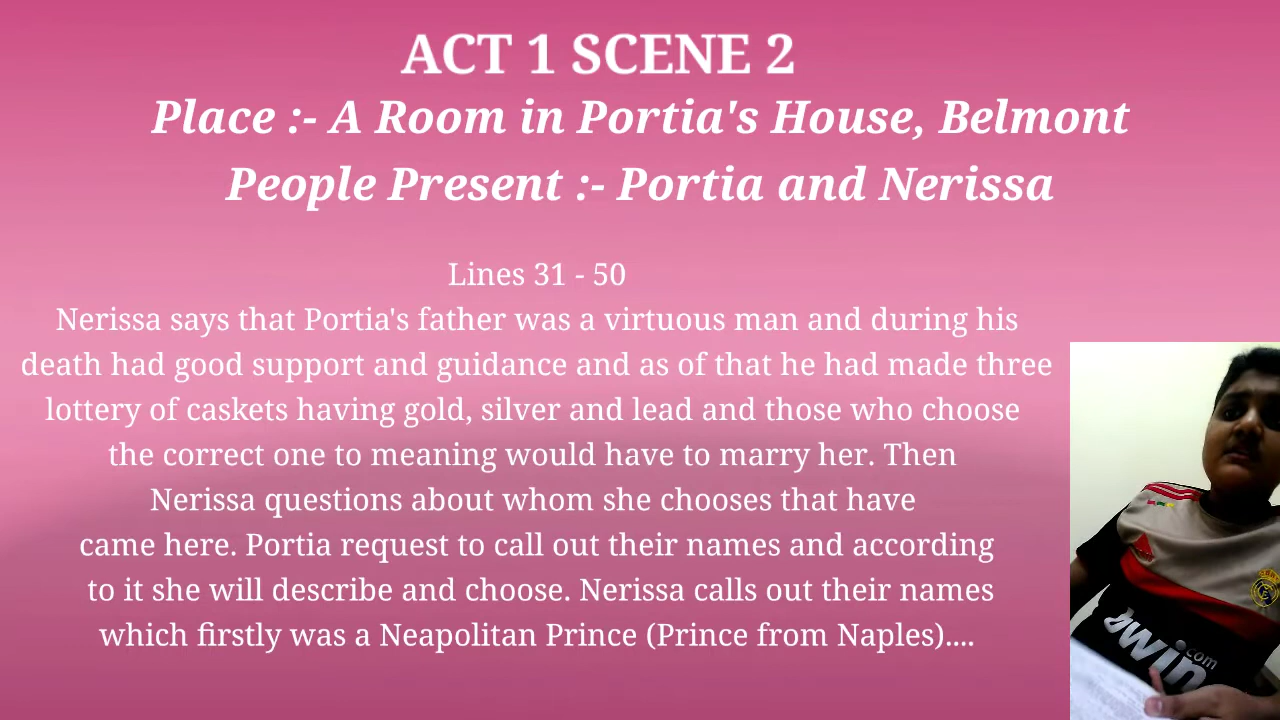 ACT 1 SCENE 2
Place :- A Room in Portia's House, Belmont
People Present :- Portia and Nerissa
Lines 31 - 50
Nerissa says that Portia's father was a virtuous man and during his
death had good support and guidance and as of that he had made three
lottery of caskets having gold, silver and lead and those who choose
the correct one to meaning would have to marry her. Then
Nerissa questions about whom she chooses that have
came here. Portia request to call out their names and according
to it she will describe and choose. Nerissa calls out their names
which firstly was a Neapolitan Prince (Prince from Naples)....
bwin
.com